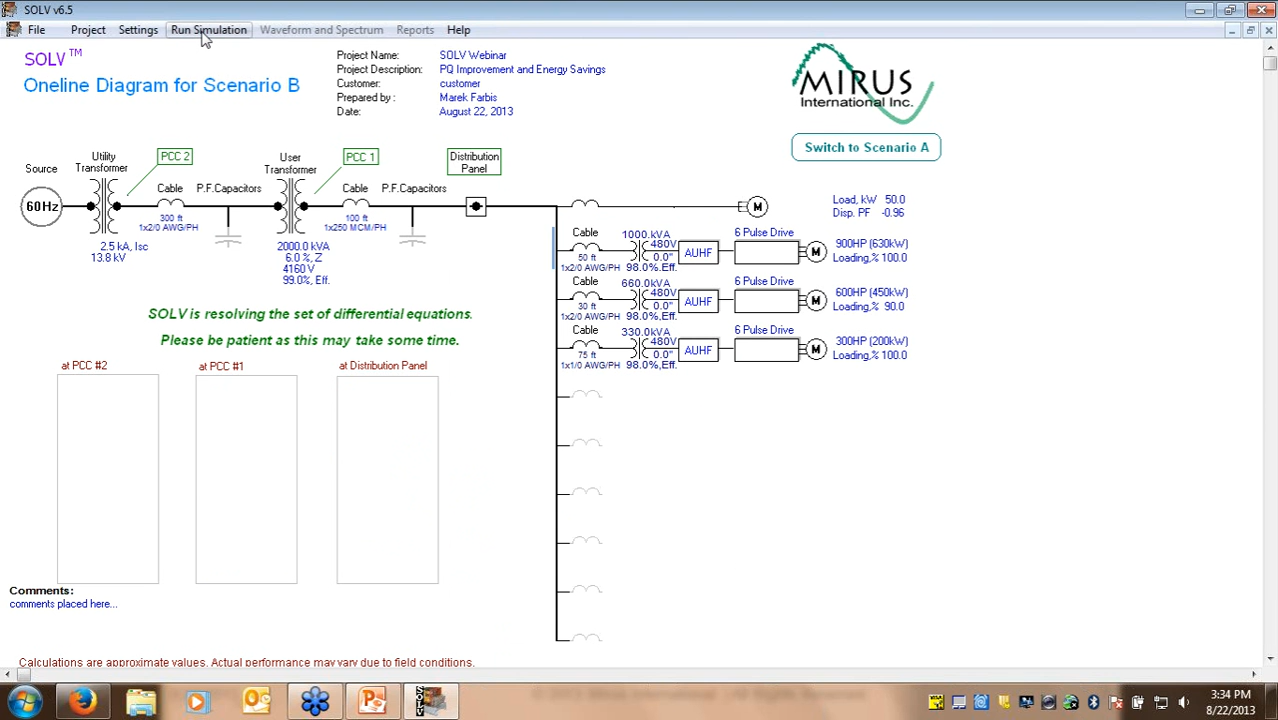 SOLV v6.5
File Project Settings Run Simulation Waveform and Spectrum Reports Help
SOLV TM
Oneline Diagram for Scenario B
Project Name: SOLV Webinar
Project Description: PQ Improvement and Energy Savings
Customer: customer
Prepared by : Marek Farbis
Date: August 22, 2013
MIRUS
International Inc.
Switch to Scenario A
Source
Utility
Transformer
PCC 2
User
Transformer
PCC 1
Distribution
Panel
Cable P.F.Capacitors
Cable P.F.Capacitors
60Hz
300 ft
1x2/0 AWG/PH
100 ft
1x250 MCM/PH
2.5 kA, Isc
13.8 kV
2000.0 kVA
6.0 %, Z
4160 V
99.0%, Eff.
M
Load, kW 50.0
Disp. PF -0.96
Cable
50 ft
1x2/0 AWG/PH
1000.kVA
480V
0.0°
98.0%,Eff.
AUHF
6 Pulse Drive
M
900HP (630kW)
Loading,% 100.0
Cable
30 ft
1x2/0 AWG/PH
660.0kVA
480V
0.0°
98.0%,Eff.
AUHF
6 Pulse Drive
M
600HP (450kW)
Loading,% 90.0
Cable
75 ft
1x1/0 AWG/PH
330.0kVA
480V
0.0°
98.0%,Eff.
AUHF
6 Pulse Drive
M
300HP (200kW)
Loading,% 100.0
SOLV is resolving the set of differential equations.
Please be patient as this may take some time.
at PCC #2
at PCC #1
at Distribution Panel
Comments:
comments placed here...
Calculations are approximate values. Actual performance may vary due to field conditions.
3:34 PM
8/22/2013